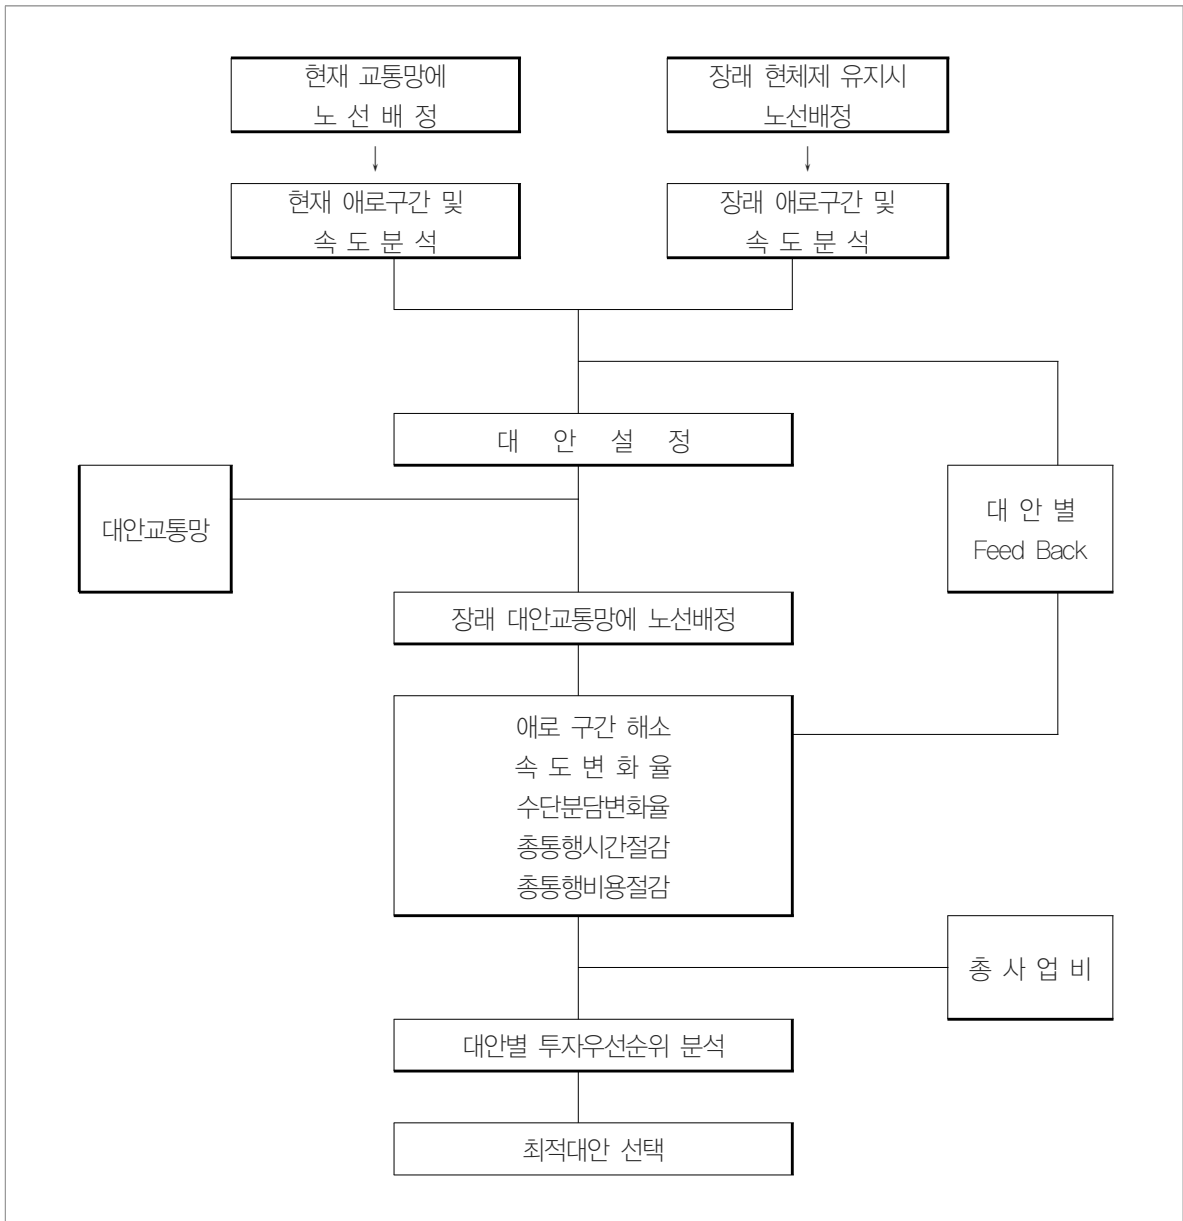 현재 교통망에
노 선 배 정
장래 현체제 유지시
노선배정
↓
↓
현재 애로구간 및
속 도 분 석
장래 애로구간 및
속 도 분 석
대 안 설 정
대안교통망
대 안 별
Feed Back
장래 대안교통망에 노선배정
애로 구간 해소
속 도 변 화 율
수단분담변화율
총통행시간절감
총통행비용절감
총 사 업 비
대안별 투자우선순위 분석
최적대안 선택